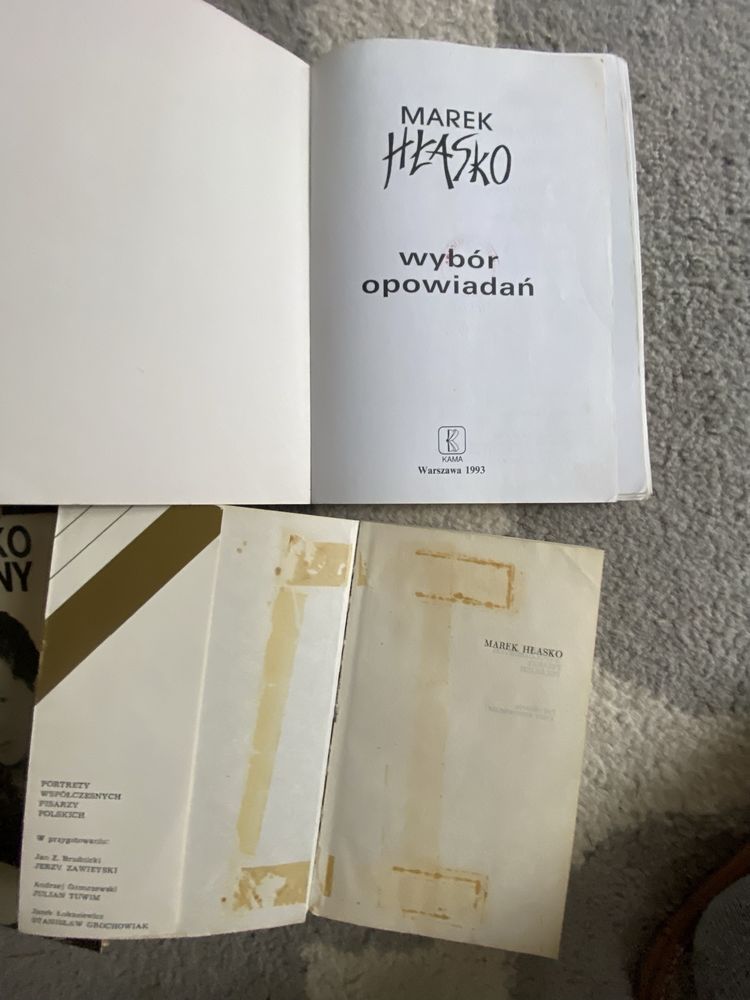 MAREK
HŁASKO
wybór
opowiadań
KAMA
Warszawa 1993
KO
NY
MAREK HŁASKO
PORTRETY
WSPÓŁCZESNYCH
PISARZY
POLSKICH
W przygotowaniu:
Jan Z. Brudnicki
JERZY ZAWIEYSKI
Andrzej
JULIAN TUWIM
Jacek Łukasiewicz
STANISŁAW GROCHOWIAK